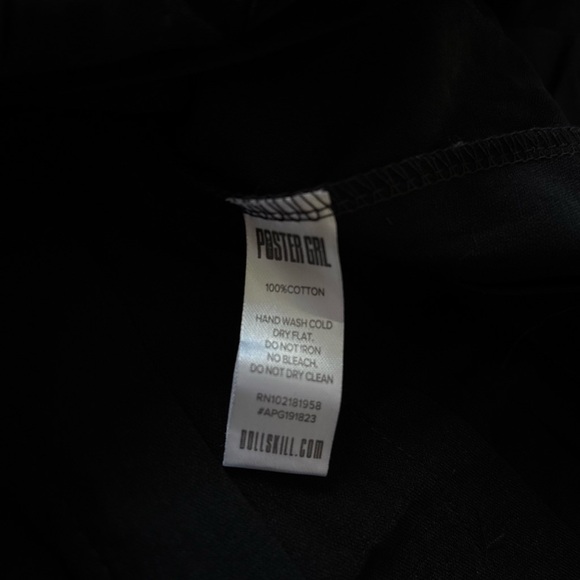 POSTER GRL
100%COTTON
HAND WASH COLD
DRY FLAT.
DO NOT IRON
NO BLEACH.
DO NOT DRY CLEAN
RN102181958
#APG191823
DOLLSKILL.COM